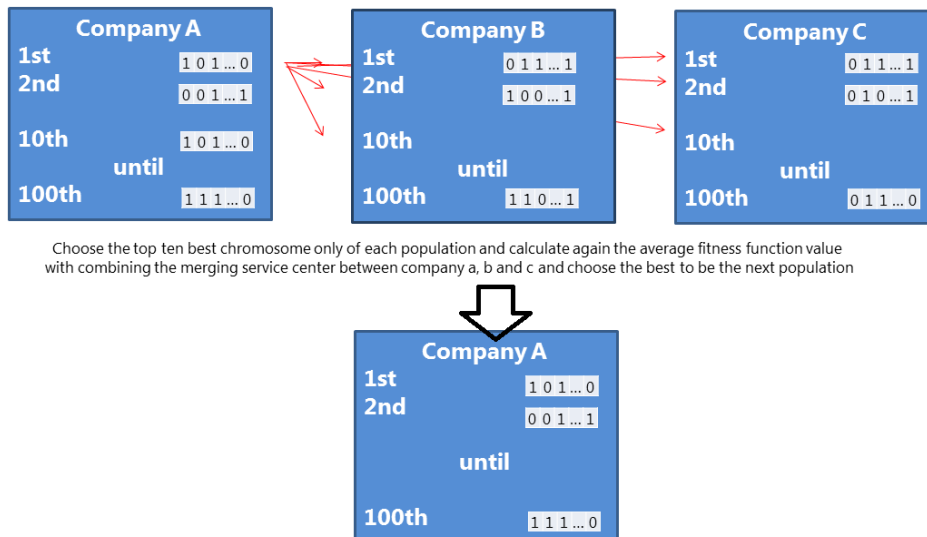 Company A
1st
1 0 1 ... 0
2nd
0 0 1 ... 1
10th
1 0 1 ... 0
until
100th
1 1 1 ... 0
Company B
1st
0 1 1 ... 1
2nd
1 0 0 ... 1
10th
until
100th
1 1 0 ... 1
Company C
1st
0 1 1 ... 1
2nd
0 1 0 ... 1
10th
until
100th
0 1 1 ... 0
Choose the top ten best chromosome only of each population and calculate again the average fitness function value
with combining the merging service center between company a, b and c and choose the best to be the next population
Company A
1st
1 0 1 ... 0
2nd
0 0 1 ... 1
until
100th
1 1 1 ... 0